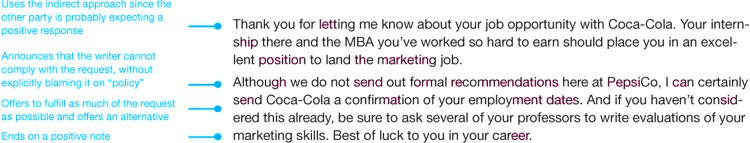 Uses the indirect approach since the
other party is probably expecting a
positive response
Announces that the writer cannot
comply with the request, without
explicitly blaming it on “policy”
Offers to fulfill as much of the request
as possible and offers an alternative
Ends on a positive note
Thank you for letting me know about your job opportunity with Coca-Cola. Your intern-
ship there and the MBA you’ve worked so hard to earn should place you in an excel-
lent position to land the marketing job.
Although we do not send out formal recommendations here at PepsiCo, I can certainly
send Coca-Cola a confirmation of your employment dates. And if you haven’t consid-
ered this already, be sure to ask several of your professors to write evaluations of your
marketing skills. Best of luck to you in your career.